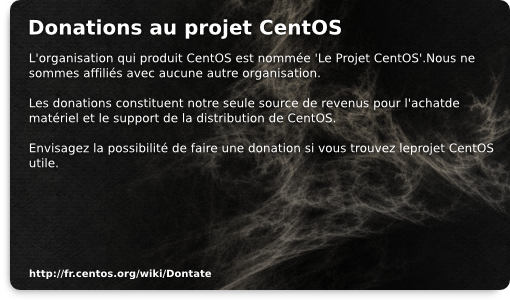 Donations au projet CentOS
L'organisation qui produit CentOS est nommée 'Le Projet CentOS'.Nous ne
sommes affiliés avec aucune autre organisation.
Les donations constituent notre seule source de revenus pour l'achatde
matériel et le support de la distribution de CentOS.
Envisagez la possibilité de faire une donation si vous trouvez leprojet CentOS
utile.
http://fr.centos.org/wiki/Dontate